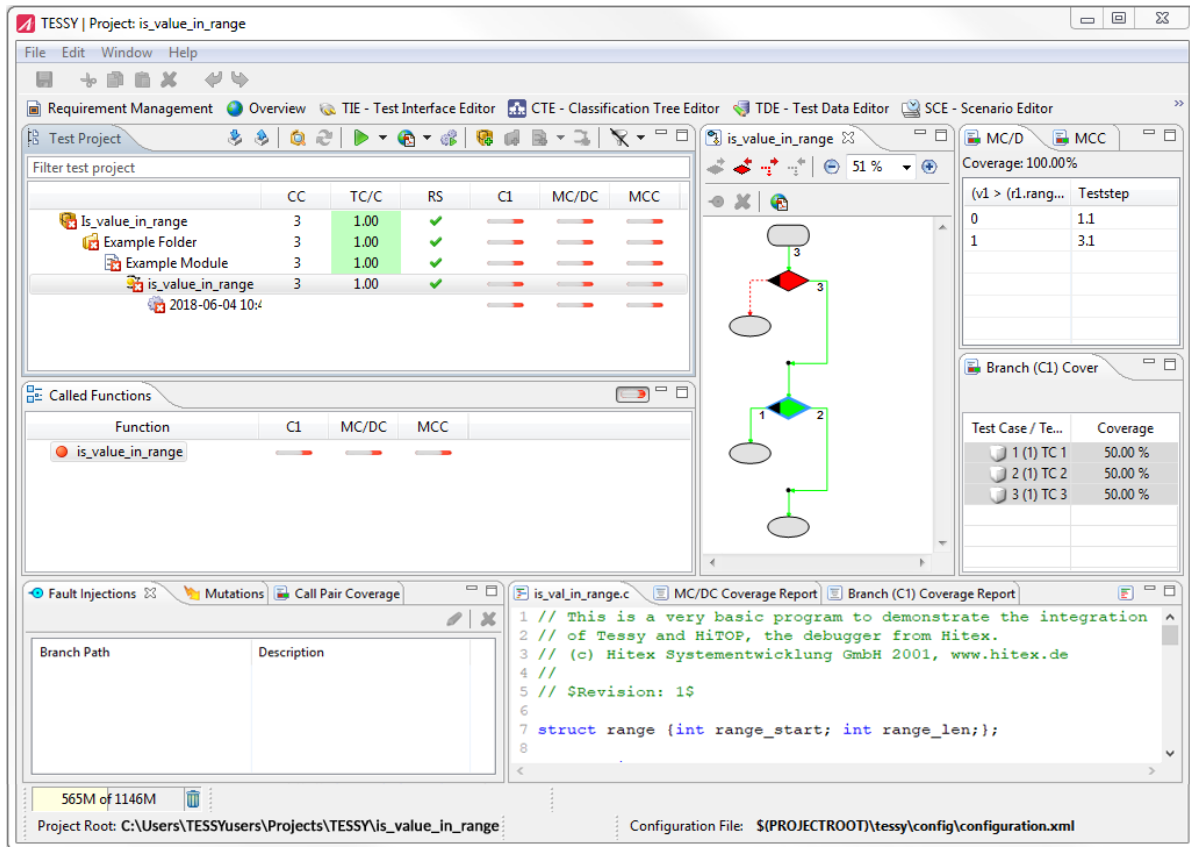 TESSY | Project: is_value_in_range
File Edit Window Help
Requirement Management Overview TIE - Test Interface Editor CTE - Classification Tree Editor TDE - Test Data Editor SCE - Scenario Editor »
Test Project
Filter test project
CC TC/C RS C1 MC/DC MCC
Is_value_in_range 3 1.00
Example Folder 3 1.00
Example Module 3 1.00
is_value_in_range 3 1.00
2018-06-04 10:4
Called Functions
Function C1 MC/DC MCC
is_value_in_range
is_value_in_range
51 %
3
3
1 2
MC/D MCC
Coverage: 100.00%
(v1 > (r1.rang... Teststep
0 1.1
1 3.1
Branch (C1) Cover
Test Case / Te... Coverage
1 (1) TC 1 50.00 %
2 (1) TC 2 50.00 %
3 (1) TC 3 50.00 %
Fault Injections Mutations Call Pair Coverage
Branch Path Description
is_val_in_range.c MC/DC Coverage Report Branch (C1) Coverage Report
1 // This is a very basic program to demonstrate the integration
2 // of Tessy and HiTOP, the debugger from Hitex.
3 // (c) Hitex Systementwicklung GmbH 2001, www.hitex.de
4 //
5 // $Revision: 1$
6
7 struct range {int range_start; int range_len;};
8
565M of 1146M
Project Root: C:\Users\TESSYusers\Projects\TESSY\is_value_in_range Configuration File: $(PROJECTROOT)\tessy\config\configuration.xml